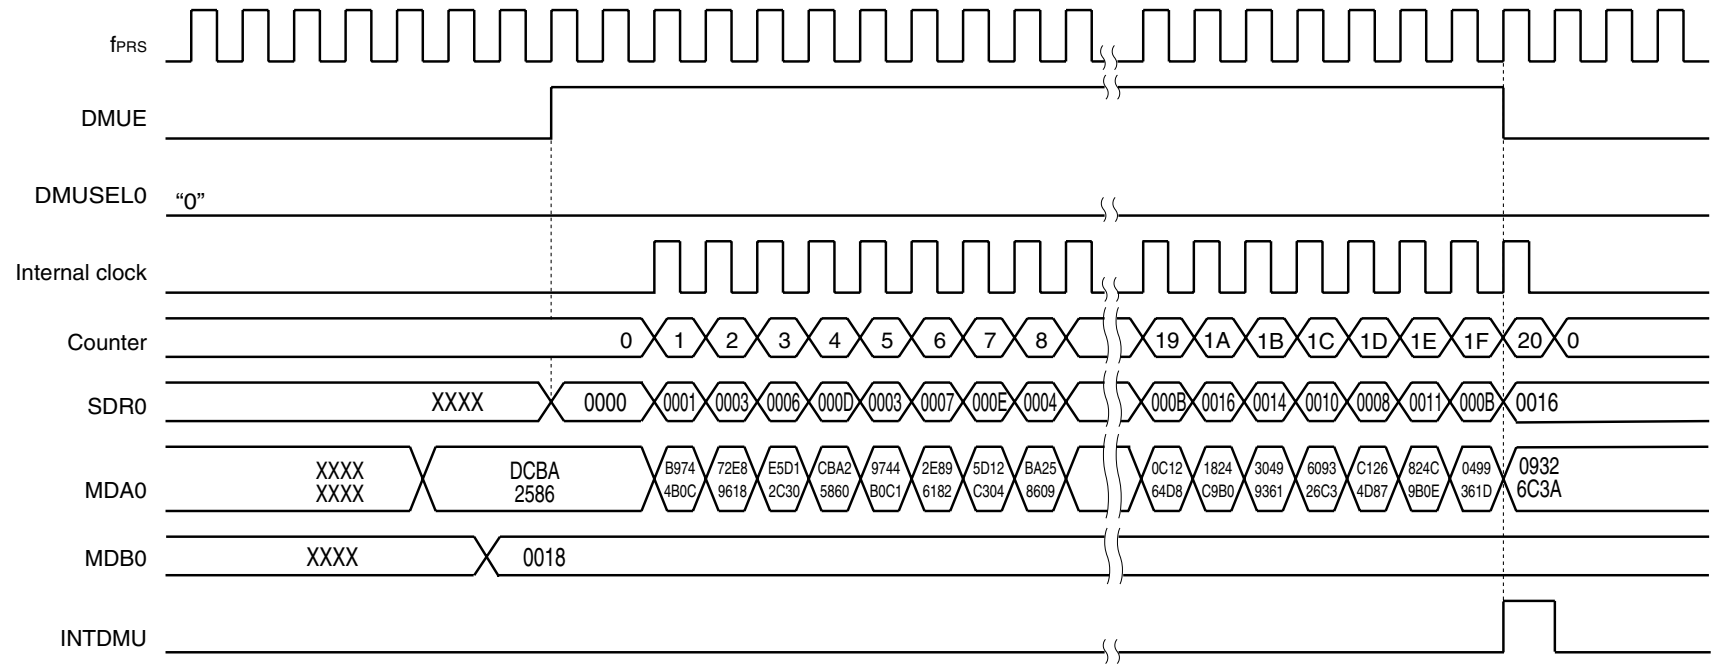 fPRS
DMUE
DMUSEL0 “0”
Internal clock
Counter 0 1 2 3 4 5 6 7 8 19 1A 1B 1C 1D 1E 1F 20 0
SDR0 XXXX 0000 0001 0003 0006 000D 0003 0007 000E 0004 000B 0016 0014 0010 0008 0011 000B 0016
XXXX DCBA B974 72E8 E5D1 CBA2 9744 2E89 5D12 BA25 0C12 1824 3049 6093 C126 824C 0499 0932
MDA0 XXXX 2586 4B0C 9618 2C30 5860 B0C1 6182 C304 8609 64D8 C9B0 9361 26C3 4D87 9B0E 361D 6C3A
MDB0 XXXX 0018
INTDMU